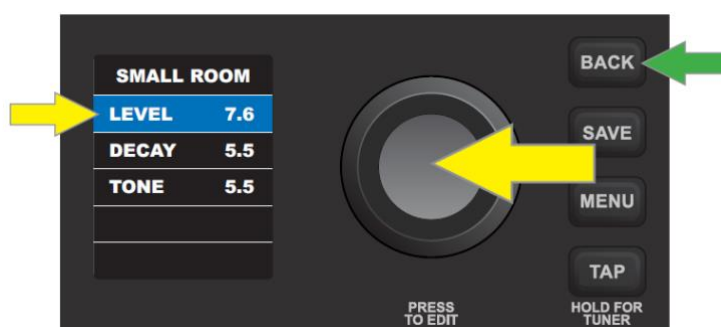 SMALL ROOM
LEVEL 7.6
DECAY 5.5
TONE 5.5
BACK
SAVE
MENU
TAP
PRESS
TO EDIT
HOLD FOR
TUNER